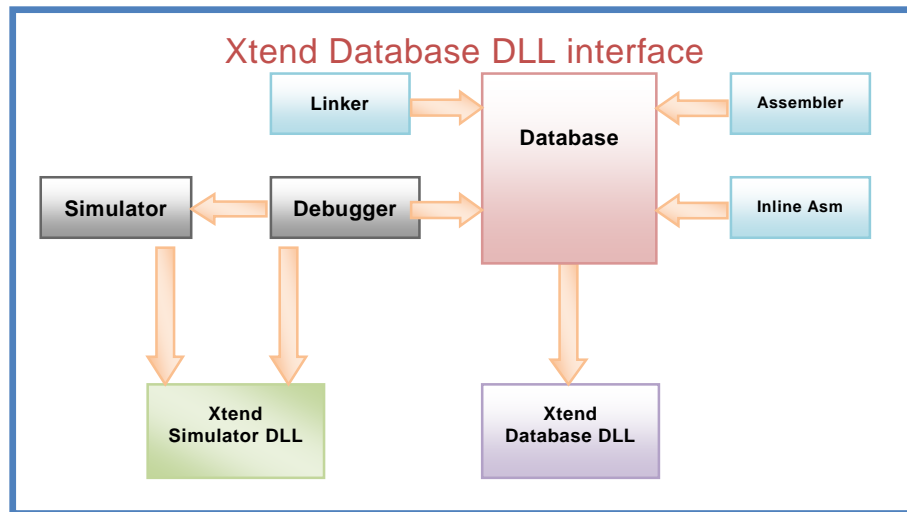 Xtend Database DLL interface
Linker
Database
Assembler
Simulator
Debugger
Inline Asm
Xtend
Simulator DLL
Xtend
Database DLL